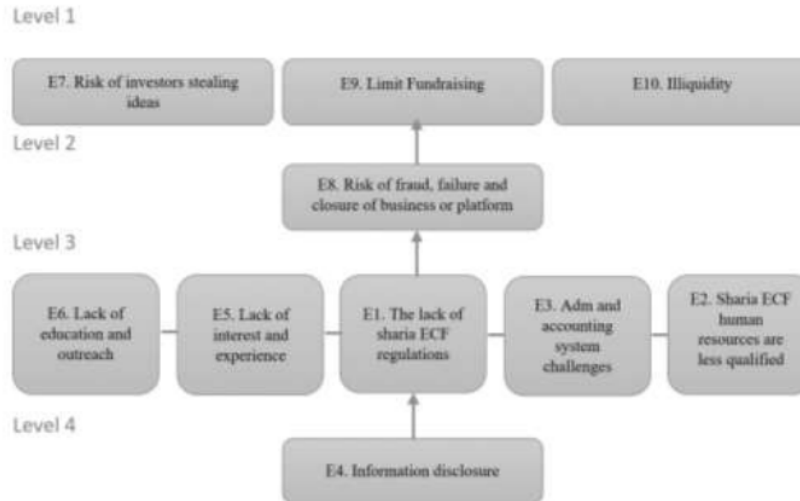 Level 1
E7. Risk of investors stealing
ideas
E9. Limit Fundraising
E10. Illiquidity
Level 2
E8. Risk of fraud, failure and
closure of business or platform
Level 3
E6. Lack of
education and
outreach
E5. Lack of
interest and
experience
E1. The lack of
sharia ECF
regulations
E3. Adm and
accounting
system
challenges
E2. Sharia ECF
human
resources are
less qualified
Level 4
E4. Information disclosure